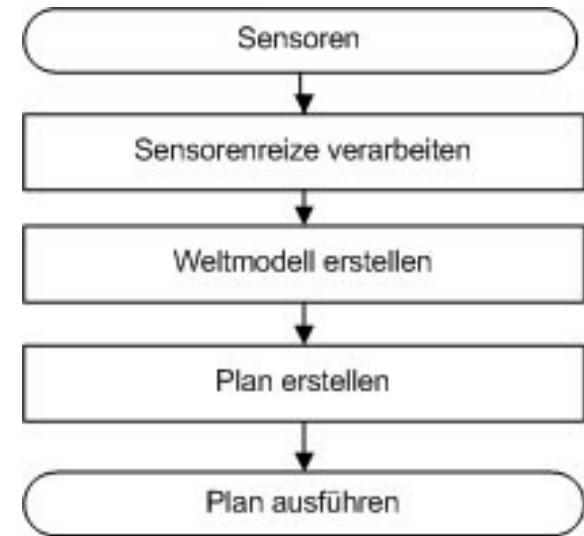 Sensoren
Sensorenreize verarbeiten
Weltmodell erstellen
Plan erstellen
Plan ausführen